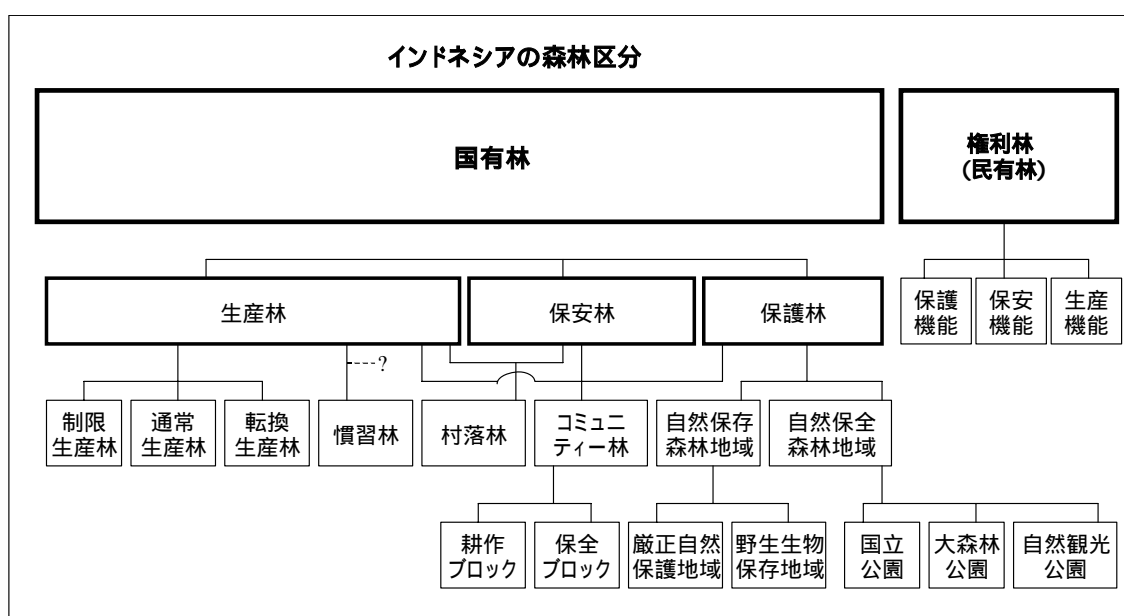 インドネシアの森林区分
国有林
権利林
(民有林)
生産林
保安林
保護林
保護
機能
保安
機能
生産
機能
----?
制限
生産林
通常
生産林
転換
生産林
慣習林
村落林
コミュニ
ティー林
自然保存
森林地域
自然保全
森林地域
耕作
ブロック
保全
ブロック
厳正自然
保護地域
野生生物
保存地域
国立
公園
大森林
公園
自然観光
公園